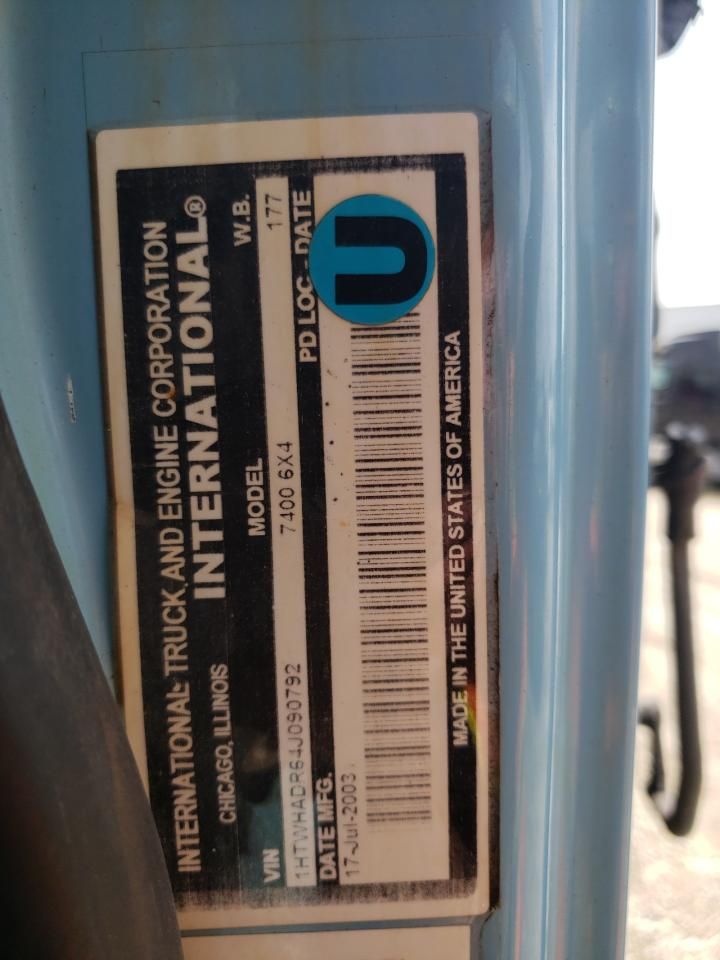 INTERNATIONAL TRUCK AND ENGINE CORPORATION
CHICAGO, ILLINOIS INTERNATIONAL®
VIN MODEL W.B.
1HTWHADR64J090792 7400 6X4 177
DATE MFG. PD LOC - DATE
17-Jul-2003
U
MADE IN THE UNITED STATES OF AMERICA